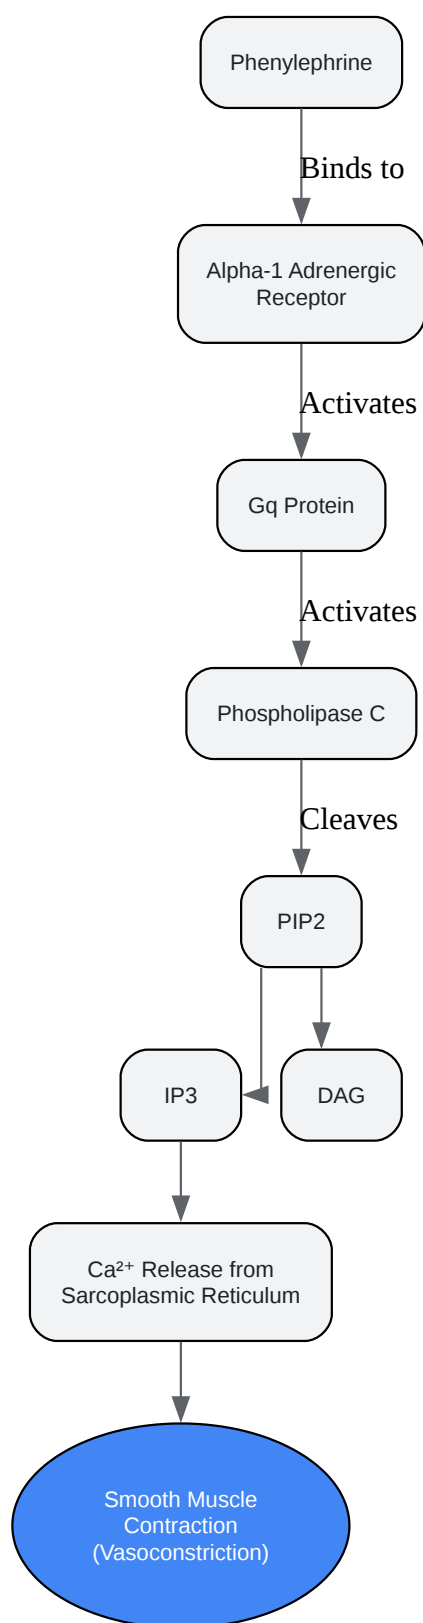 Phenylephrine
Binds to
Alpha-1 Adrenergic
Receptor
Activates
Gq Protein
Activates
Phospholipase C
Cleaves
PIP2
IP3
DAG
Ca²⁺ Release from
Sarcoplasmic Reticulum
Smooth Muscle
Contraction
(Vasoconstriction)